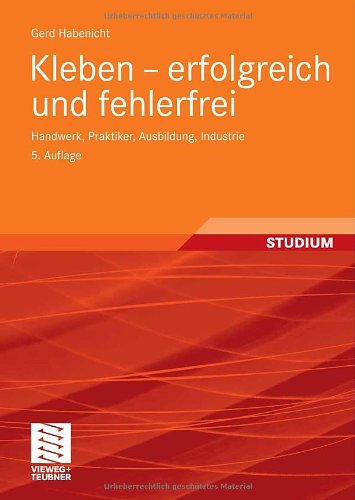 Urheberrechtlich geschütztes Material
Gerd Habenicht
Kleben – erfolgreich
und fehlerfrei
Handwerk, Praktiker, Ausbildung, Industrie
5. Auflage
STUDIUM
VIEWEG+
TEUBNER
Urheberrechtlich geschütztes Material